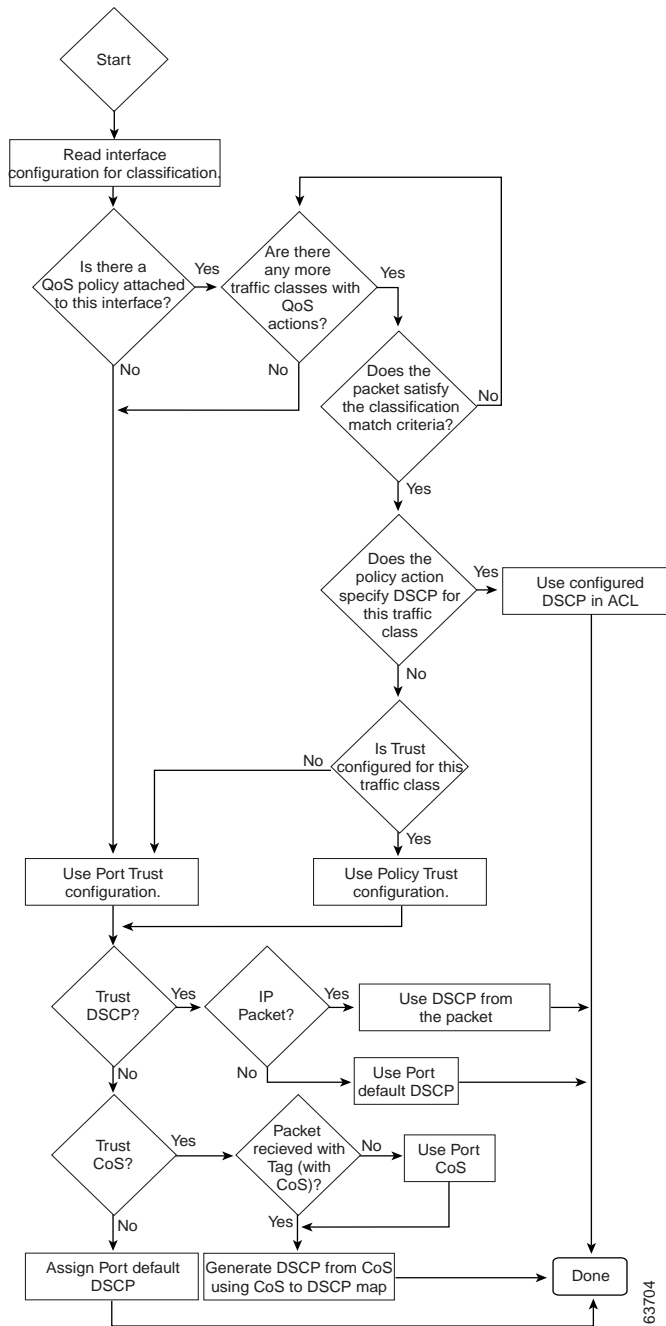 Start
Read interface
configuration for classification.
Is there a
QoS policy attached
to this interface?
Yes
No
Are there
any more
traffic classes with
QoS
actions?
Yes
No
Does the
packet satisfy
the classification
match criteria?
No
Yes
Does the
policy action
specify DSCP for
this traffic
class
Yes
Use configured
DSCP in ACL
No
Is Trust
configured for this
traffic class
No
Yes
Use Port Trust
configuration.
Use Policy Trust
configuration.
Trust
DSCP?
Yes
IP
Packet?
Yes
Use DSCP from
the packet
No
No
Use Port
default DSCP
Trust
CoS?
Yes
Packet
recieved with
Tag (with
CoS)?
No
Use Port
CoS
No
Yes
Assign Port default
DSCP
Generate DSCP from CoS
using CoS to DSCP map
Done
63704